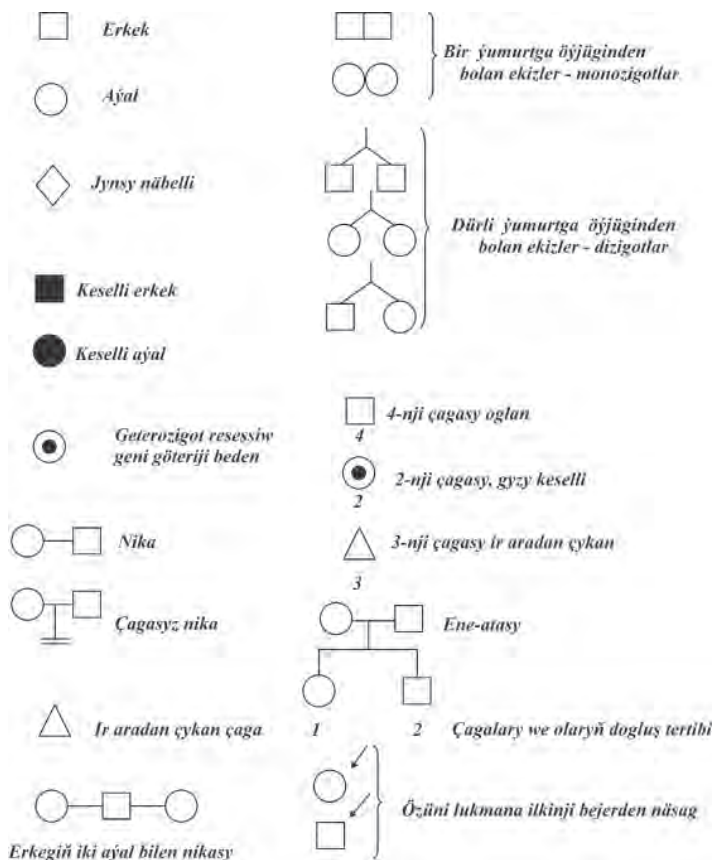 Erkek
Aýal
Jynsy näbelli
Keselli erkek
Keselli aýal
Geterozigot resessiw
geni göteriji beden
Nika
Çagasyz nika
Ir aradan çykan çaga
Erkegiň iki aýal bilen nikasy
Bir ýumurtga öýjüginden
bolan ekizler - monozigotlar
Dürli ýumurtga öýjüginden
bolan ekizler - dizigotlar
4-nji çagasy oglan
4
2-nji çagasy, gyzy keselli
2
3-nji çagasy ir aradan çykan
3
Ene-atasy
1 2 Çagalary we olaryň dogluş tertibi
Özüni lukmana ilkinji bejerden näsag